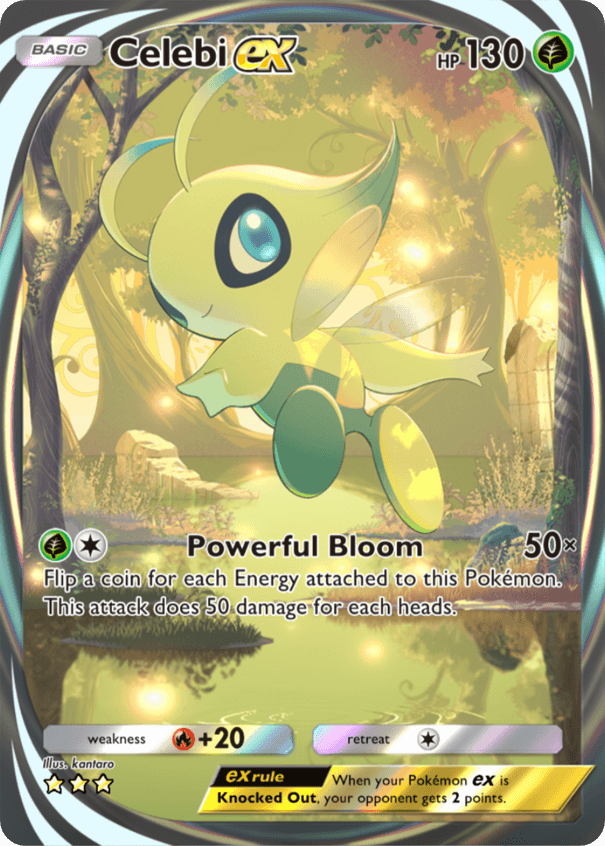 BASIC Celebi ex HP 130
Powerful Bloom 50×
Flip a coin for each Energy attached to this Pokémon.
This attack does 50 damage for each heads.
weakness +20 retreat
Illus. kantaro
ex rule When your Pokémon ex is
Knocked Out, your opponent gets 2 points.